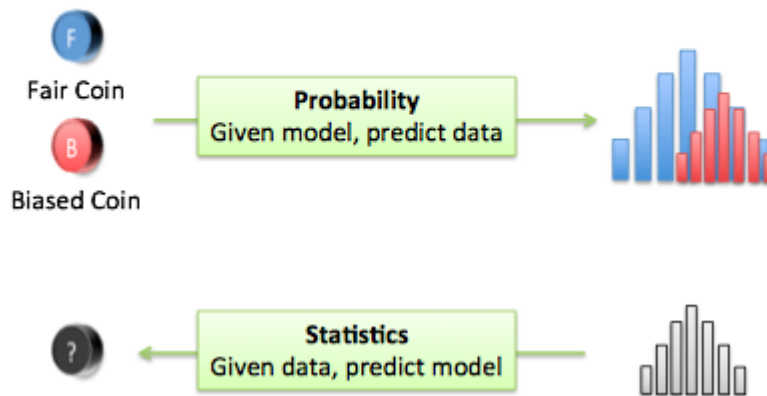 F
Fair Coin
B
Biased Coin
Probability
Given model, predict data
?
Statistics
Given data, predict model